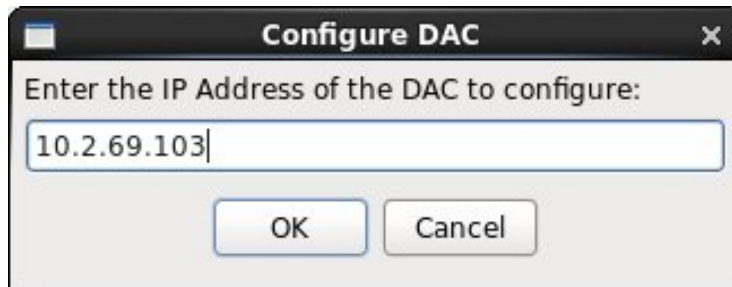 Configure DAC
Enter the IP Address of the DAC to configure:
10.2.69.103
OK Cancel